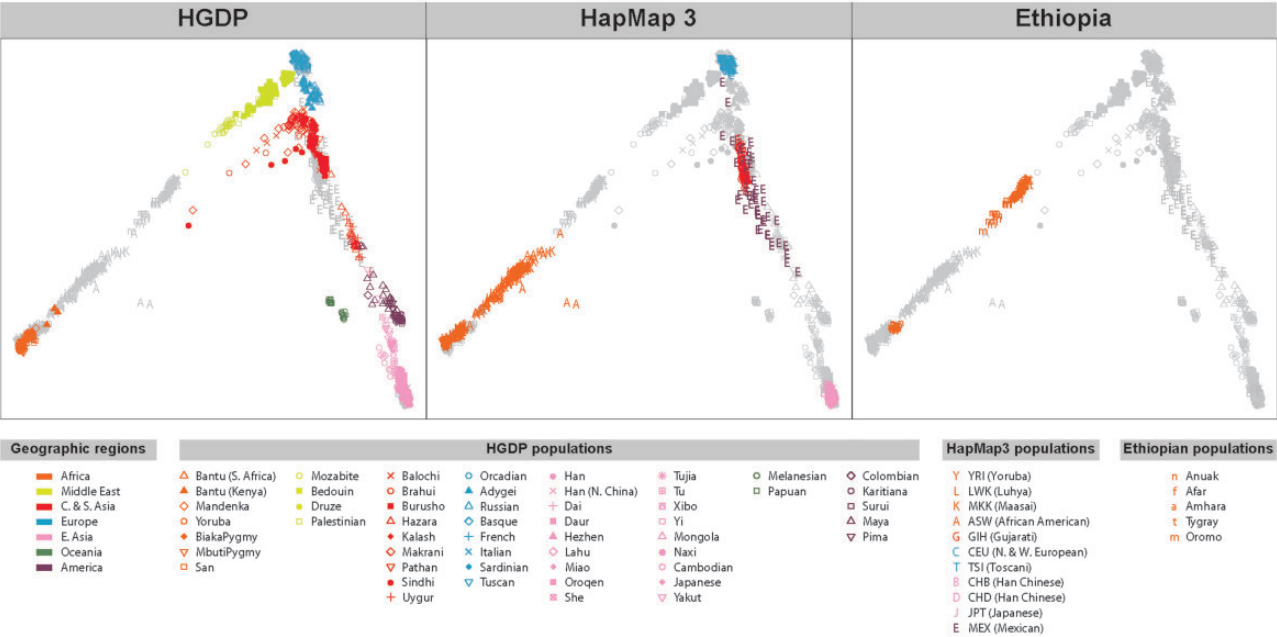 HGDP
HapMap 3
Ethiopia
Geographic regions
Africa
Middle East
C. & S. Asia
Europe
E. Asia
Oceania
America
HGDP populations
Bantu (S. Africa)
Bantu (Kenya)
Mandenka
Yoruba
BiakaPygmy
MbutiPygmy
San
Mozabite
Bedouin
Druze
Palestinian
Balochi
Brahui
Burusho
Hazara
Kalash
Makrani
Pathan
Sindhi
Uygur
Orcadian
Adygei
Russian
Basque
French
Italian
Sardinian
Tuscan
Han
Han (N. China)
Dai
Daur
Hezhen
Lahu
Miao
Oroqen
She
Tujia
Tu
Xibo
Yi
Mongola
Naxi
Cambodian
Japanese
Yakut
Melanesian
Papuan
Colombian
Karitiana
Surui
Maya
Pima
HapMap3 populations
Y YRI (Yoruba)
L LWK (Luhya)
K MKK (Maasai)
A ASW (African American)
G GIH (Gujarati)
C CEU (N. & W. European)
T TSI (Toscani)
B CHB (Han Chinese)
D CHD (Han Chinese)
J JPT (Japanese)
E MEX (Mexican)
Ethiopian populations
n Anuak
f Afar
a Amhara
t Tygray
m Oromo